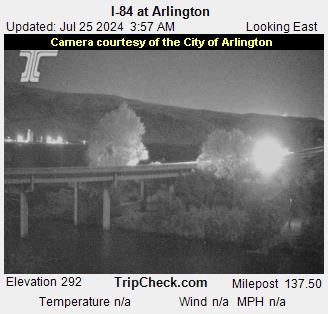 I-84 at Arlington
Updated: Jul 25 2024  3:57 AM Looking East
Camera courtesy of the City of Arlington
Elevation 292 TripCheck.com Milepost 137.50
Temperature n/a Wind n/a MPH n/a